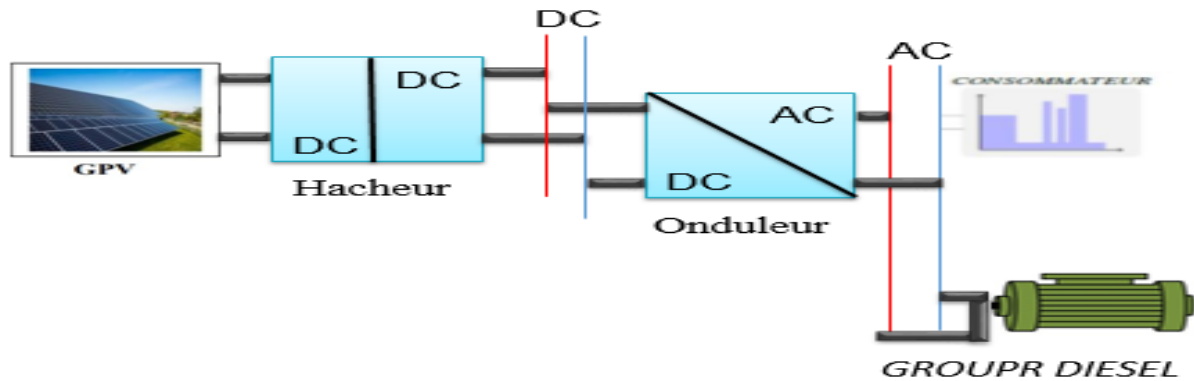 DC
AC
CONSOMMATEUR
DC
DC
GPV
Hacheur
AC
DC
Onduleur
GROUPR DIESEL